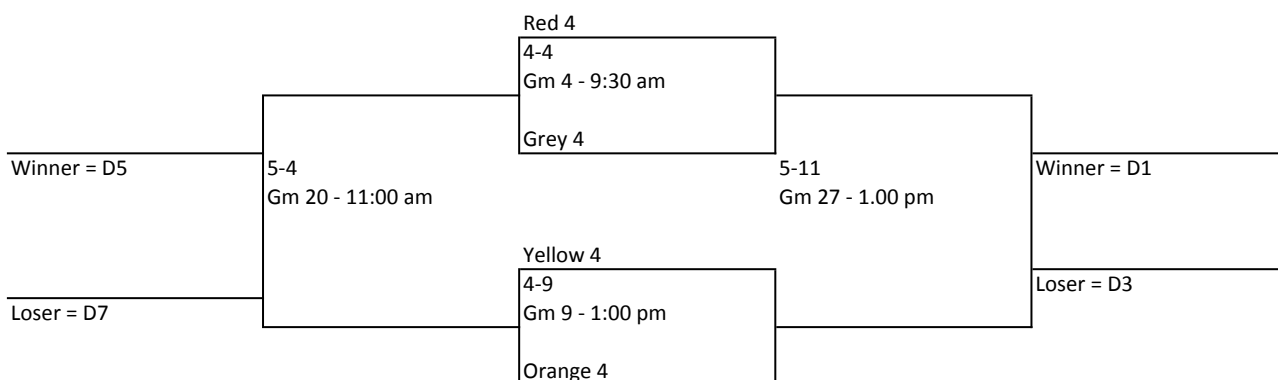 Red 4
4-4
Gm 4 - 9:30 am
Grey 4
Winner = D5
5-4
5-11
Winner = D1
Gm 20 - 11:00 am
Gm 27 - 1.00 pm
Yellow 4
4-9
Loser = D3
Loser = D7
Gm 9 - 1:00 pm
Orange 4